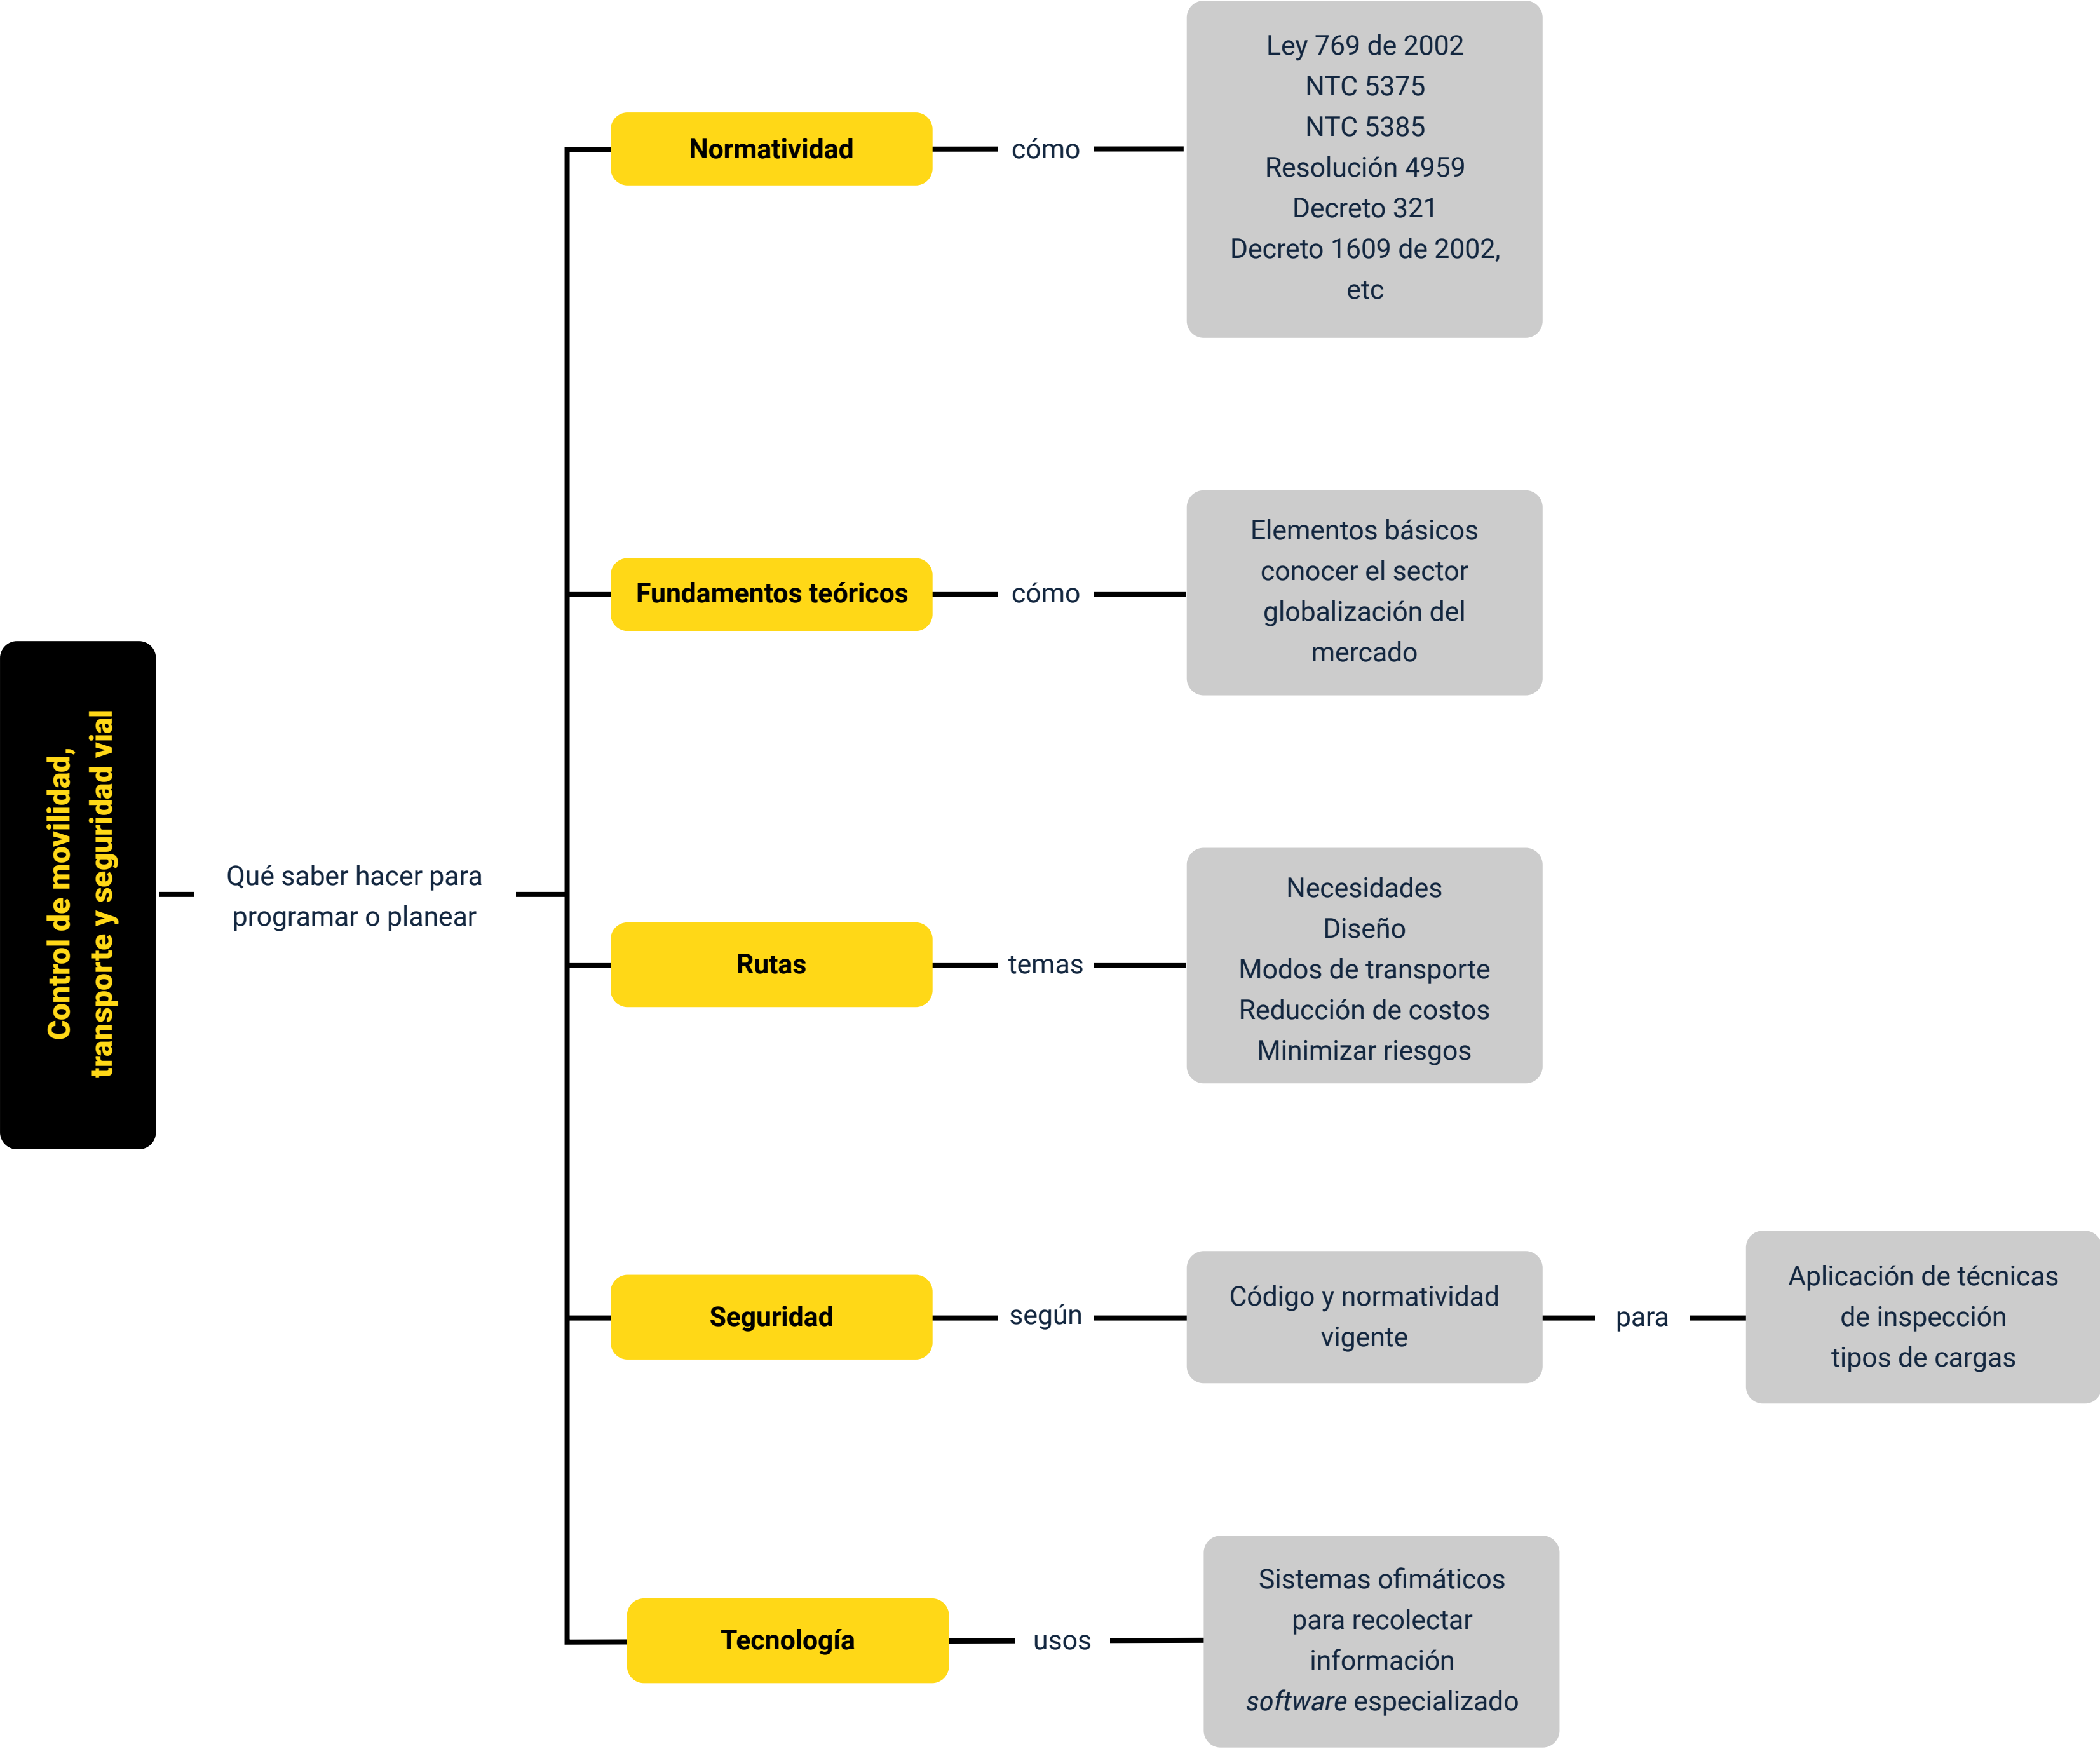 Control de movilidad,
transporte y seguridad vial
Qué saber hacer para
programar o planear
Normatividad
cómo
Ley 769 de 2002
NTC 5375
NTC 5385
Resolución 4959
Decreto 321
Decreto 1609 de 2002,
etc
Fundamentos teóricos
cómo
Elementos básicos
conocer el sector
globalización del
mercado
Rutas
temas
Necesidades
Diseño
Modos de transporte
Reducción de costos
Minimizar riesgos
Seguridad
según
Código y normatividad
vigente
para
Aplicación de técnicas
de inspección
tipos de cargas
Tecnología
usos
Sistemas ofimáticos
para recolectar
información
software especializado